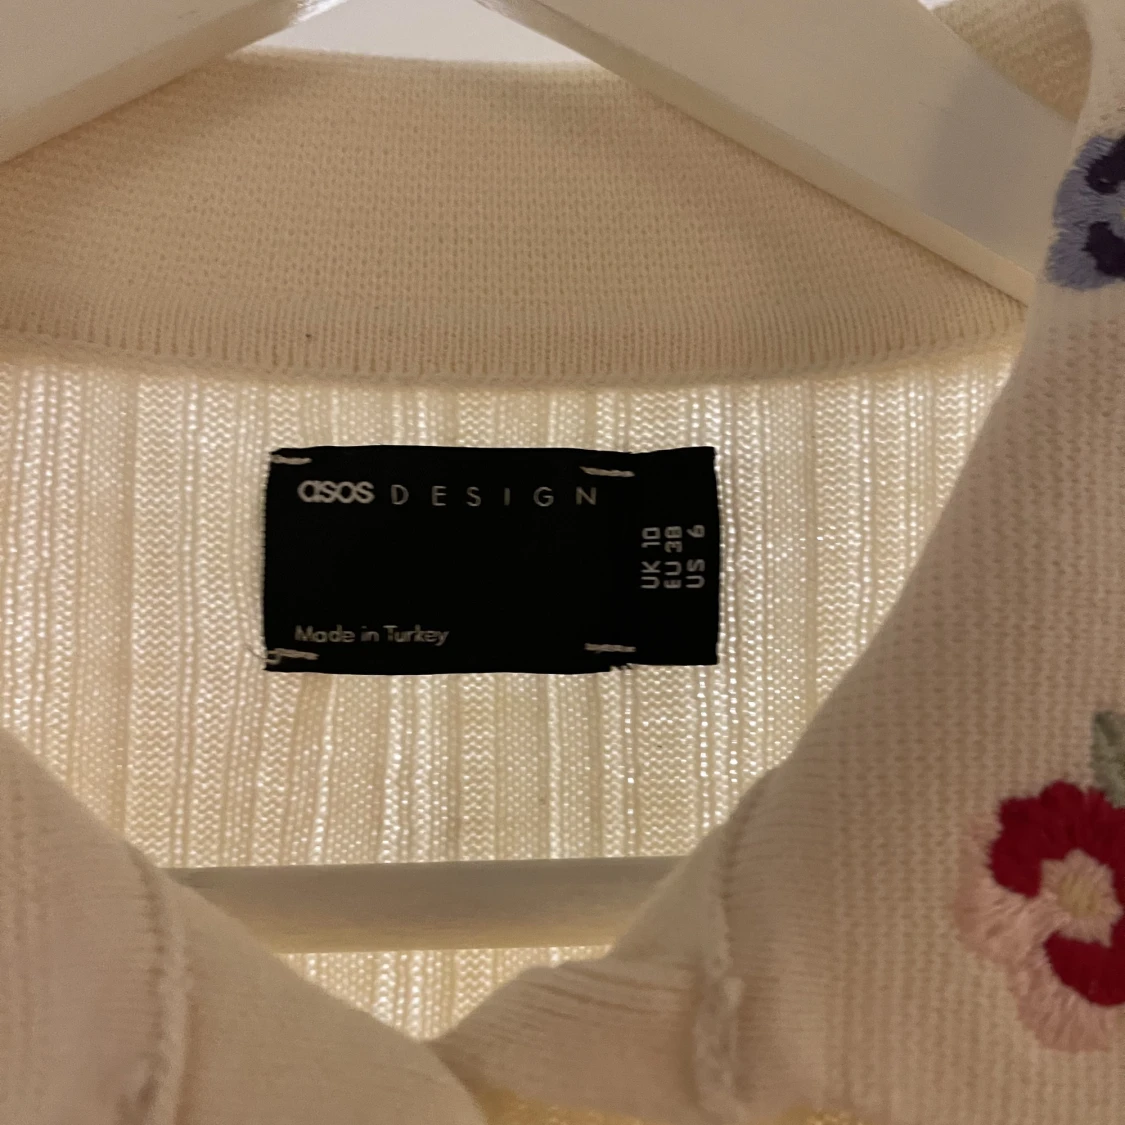 asos DESIGN
Made in Turkey
UK 10
EU 38
US 6